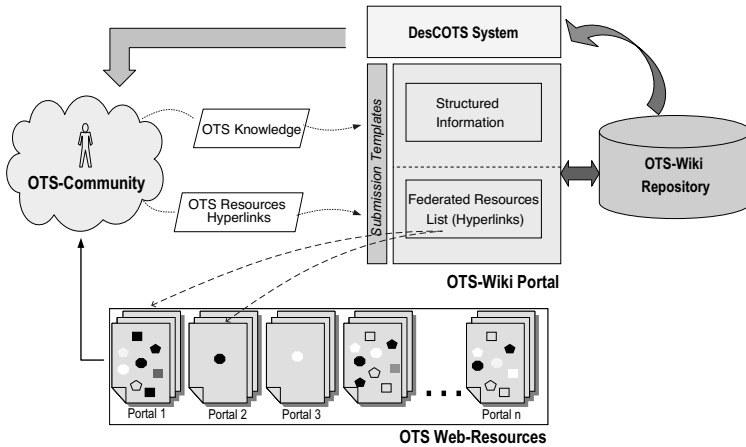 DesCOTS System
Submission Templates
Structured
Information
OTS Knowledge
OTS-Community
OTS-Wiki
Repository
OTS Resources
Hyperlinks
Federated Resources
List (Hyperlinks)
OTS-Wiki Portal
Portal 1
Portal 2
Portal 3
. . .
Portal n
OTS Web-Resources